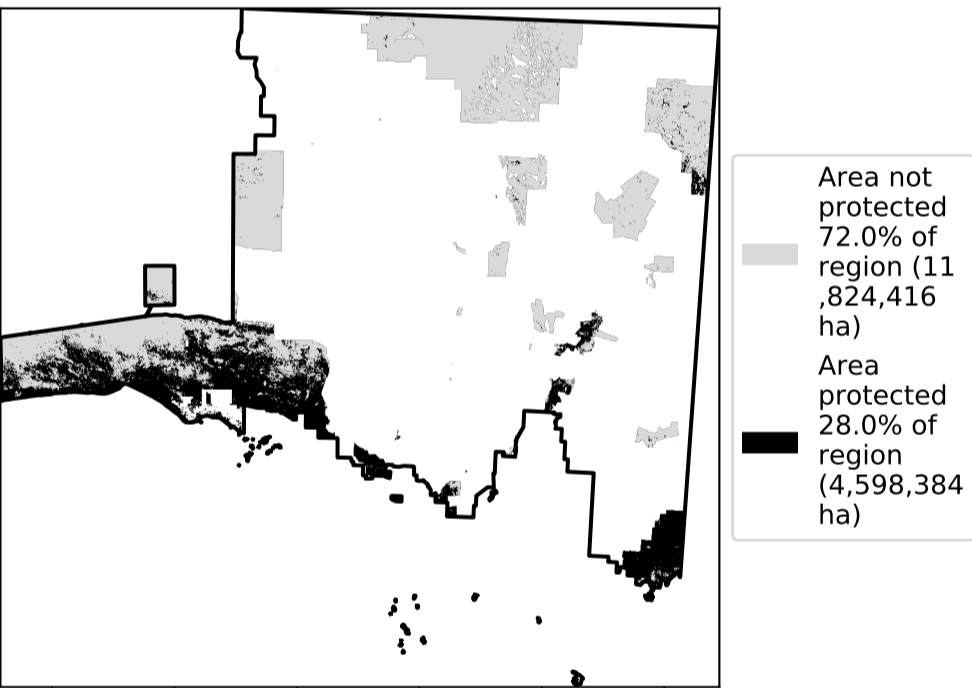 Area not
protected
72.0% of
region (11
,824,416
ha)
Area
protected
28.0% of
region
(4,598,384
ha)